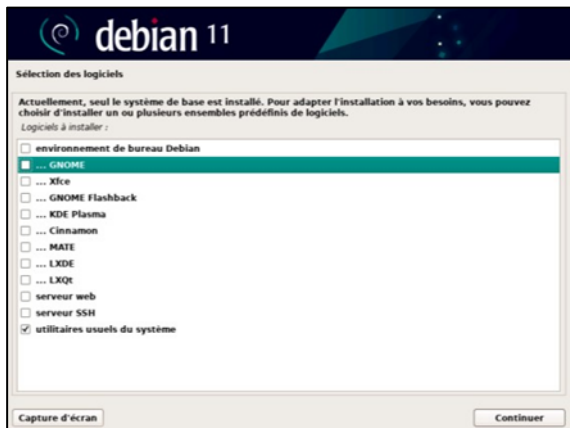 debian 11
Sélection des logiciels
Actuellement, seul le système de base est installé. Pour adapter l'installation à vos besoins, vous pouvez
choisir d'installer un ou plusieurs ensembles prédéfinis de logiciels.
Logiciels à installer :
environnement de bureau Debian
... GNOME
... Xfce
... GNOME Flashback
... KDE Plasma
... Cinnamon
... MATE
... LXDE
... LXQt
serveur web
serveur SSH
utilitaires usuels du système
Capture d'écran
Continuer